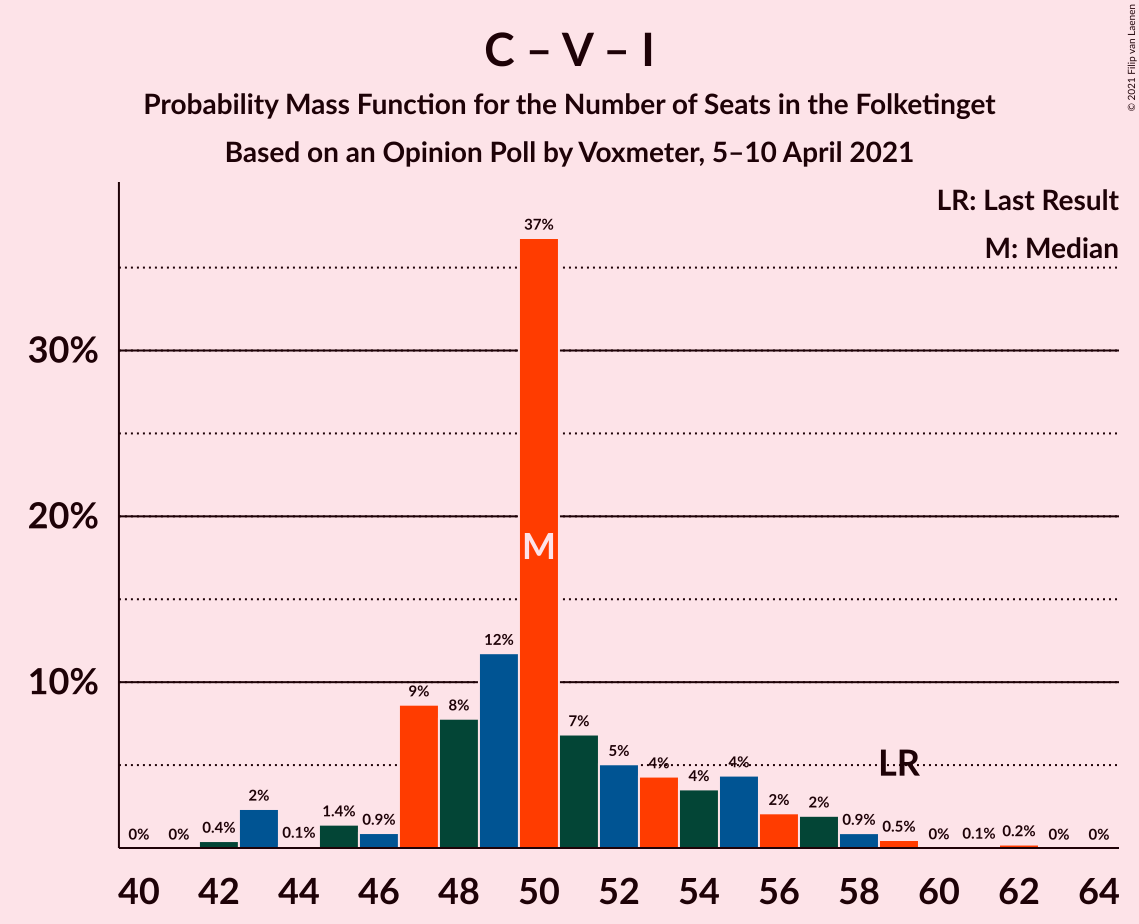 C – V – I
Probability Mass Function for the Number of Seats in the Folketinget
Based on an Opinion Poll by Voxmeter, 5–10 April 2021
© 2021 Filip van Laenen
LR: Last Result
M: Median
30%
20%
10%
0% 0% 0.4% 2% 0.1% 1.4% 0.9% 9% 8% 12% 37% 7% 5% 4% 4% 4% 2% 2% 0.9% 0.5% 0% 0.1% 0.2% 0% 0%
M
LR
40 42 44 46 48 50 52 54 56 58 60 62 64